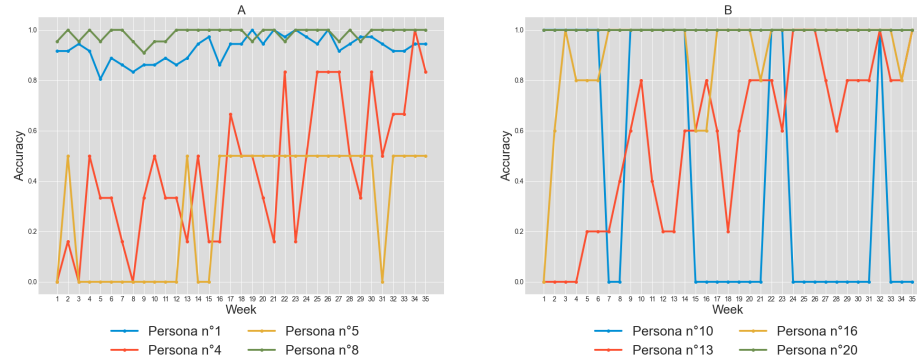 A
Accuracy
1.0
0.8
0.6
0.4
0.2
0.0
1 2 3 4 5 6 7 8 9 10 11 12 13 14 15 16 17 18 19 20 21 22 23 24 25 26 27 28 29 30 31 32 33 34 35
Week
Persona n°1
Persona n°5
Persona n°4
Persona n°8
B
Accuracy
1.0
0.8
0.6
0.4
0.2
0.0
1 2 3 4 5 6 7 8 9 10 11 12 13 14 15 16 17 18 19 20 21 22 23 24 25 26 27 28 29 30 31 32 33 34 35
Week
Persona n°10
Persona n°16
Persona n°13
Persona n°20